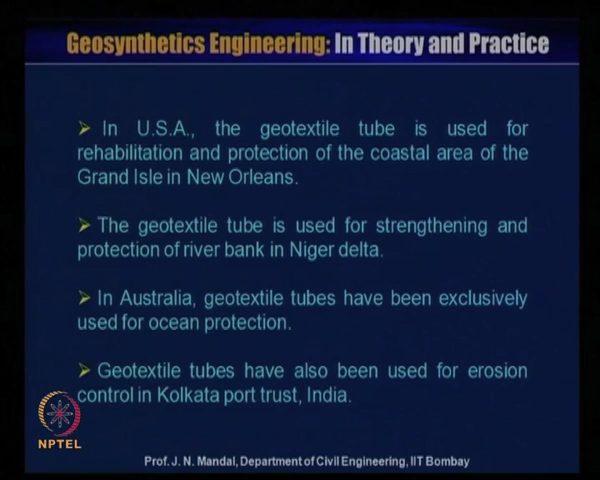 Geosynthetics Engineering: In Theory and Practice
➢ In U.S.A., the geotextile tube is used for
rehabilitation and protection of the coastal area of the
Grand Isle in New Orleans.
➢ The geotextile tube is used for strengthening and
protection of river bank in Niger delta.
➢ In Australia, geotextile tubes have been exclusively
used for ocean protection.
➢ Geotextile tubes have also been used for erosion
control in Kolkata port trust, India.
NPTEL
Prof. J. N. Mandal, Department of Civil Engineering, IIT Bombay